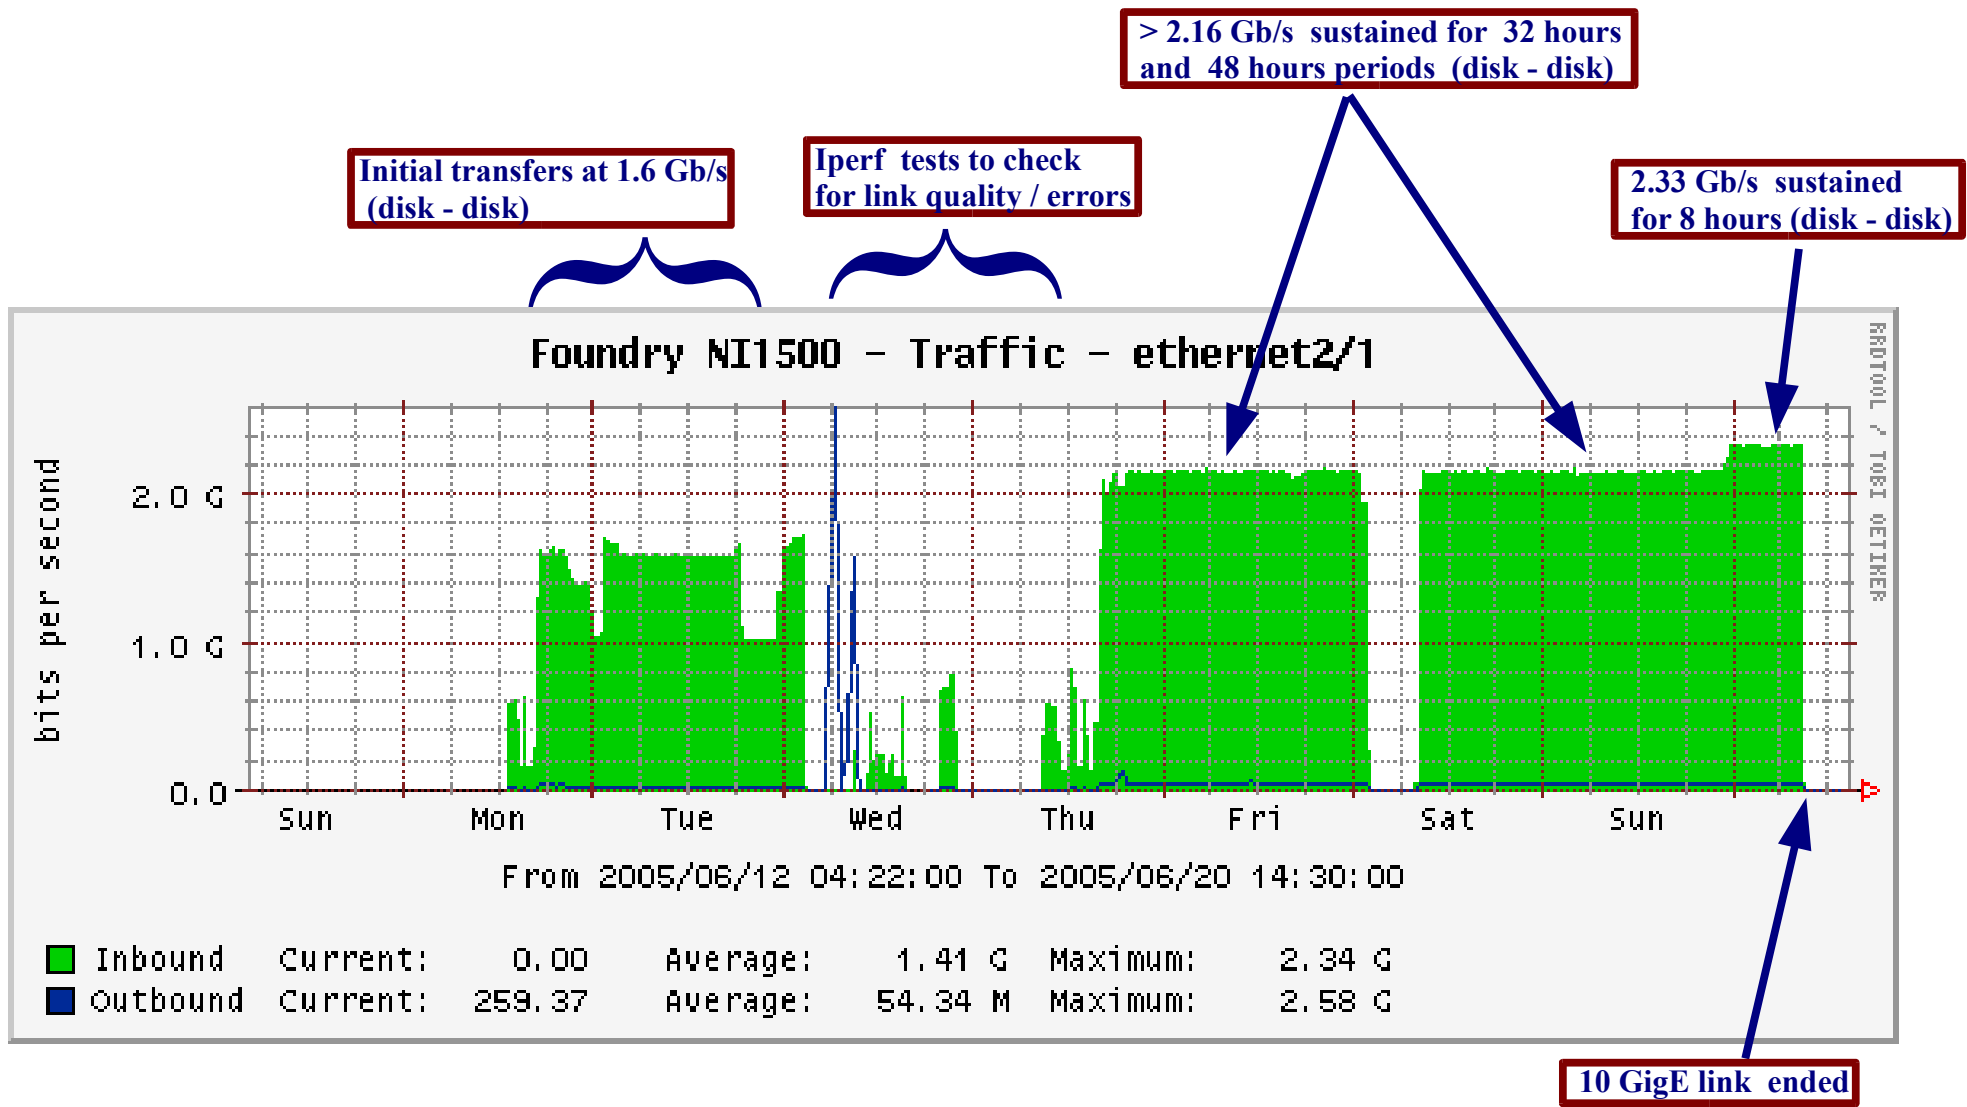 > 2.16 Gb/s  sustained for  32 hours
and  48 hours periods  (disk - disk)
Initial transfers at 1.6 Gb/s
(disk - disk)
Iperf  tests to check
for link quality / errors
2.33 Gb/s  sustained
for 8 hours (disk - disk)
Foundry NI1500 - Traffic - ethernet2/1
RRDTOOL / TOBI OETIKER
bits per second
2.0 G
1.0 G
0.0
Sun Mon Tue Wed Thu Fri Sat Sun
From 2005/06/12 04:22:00 To 2005/06/20 14:30:00
Inbound Current: 0.00 Average: 1.41 G Maximum: 2.34 G
Outbound Current: 259.37 Average: 54.34 M Maximum: 2.58 G
10 GigE link  ended